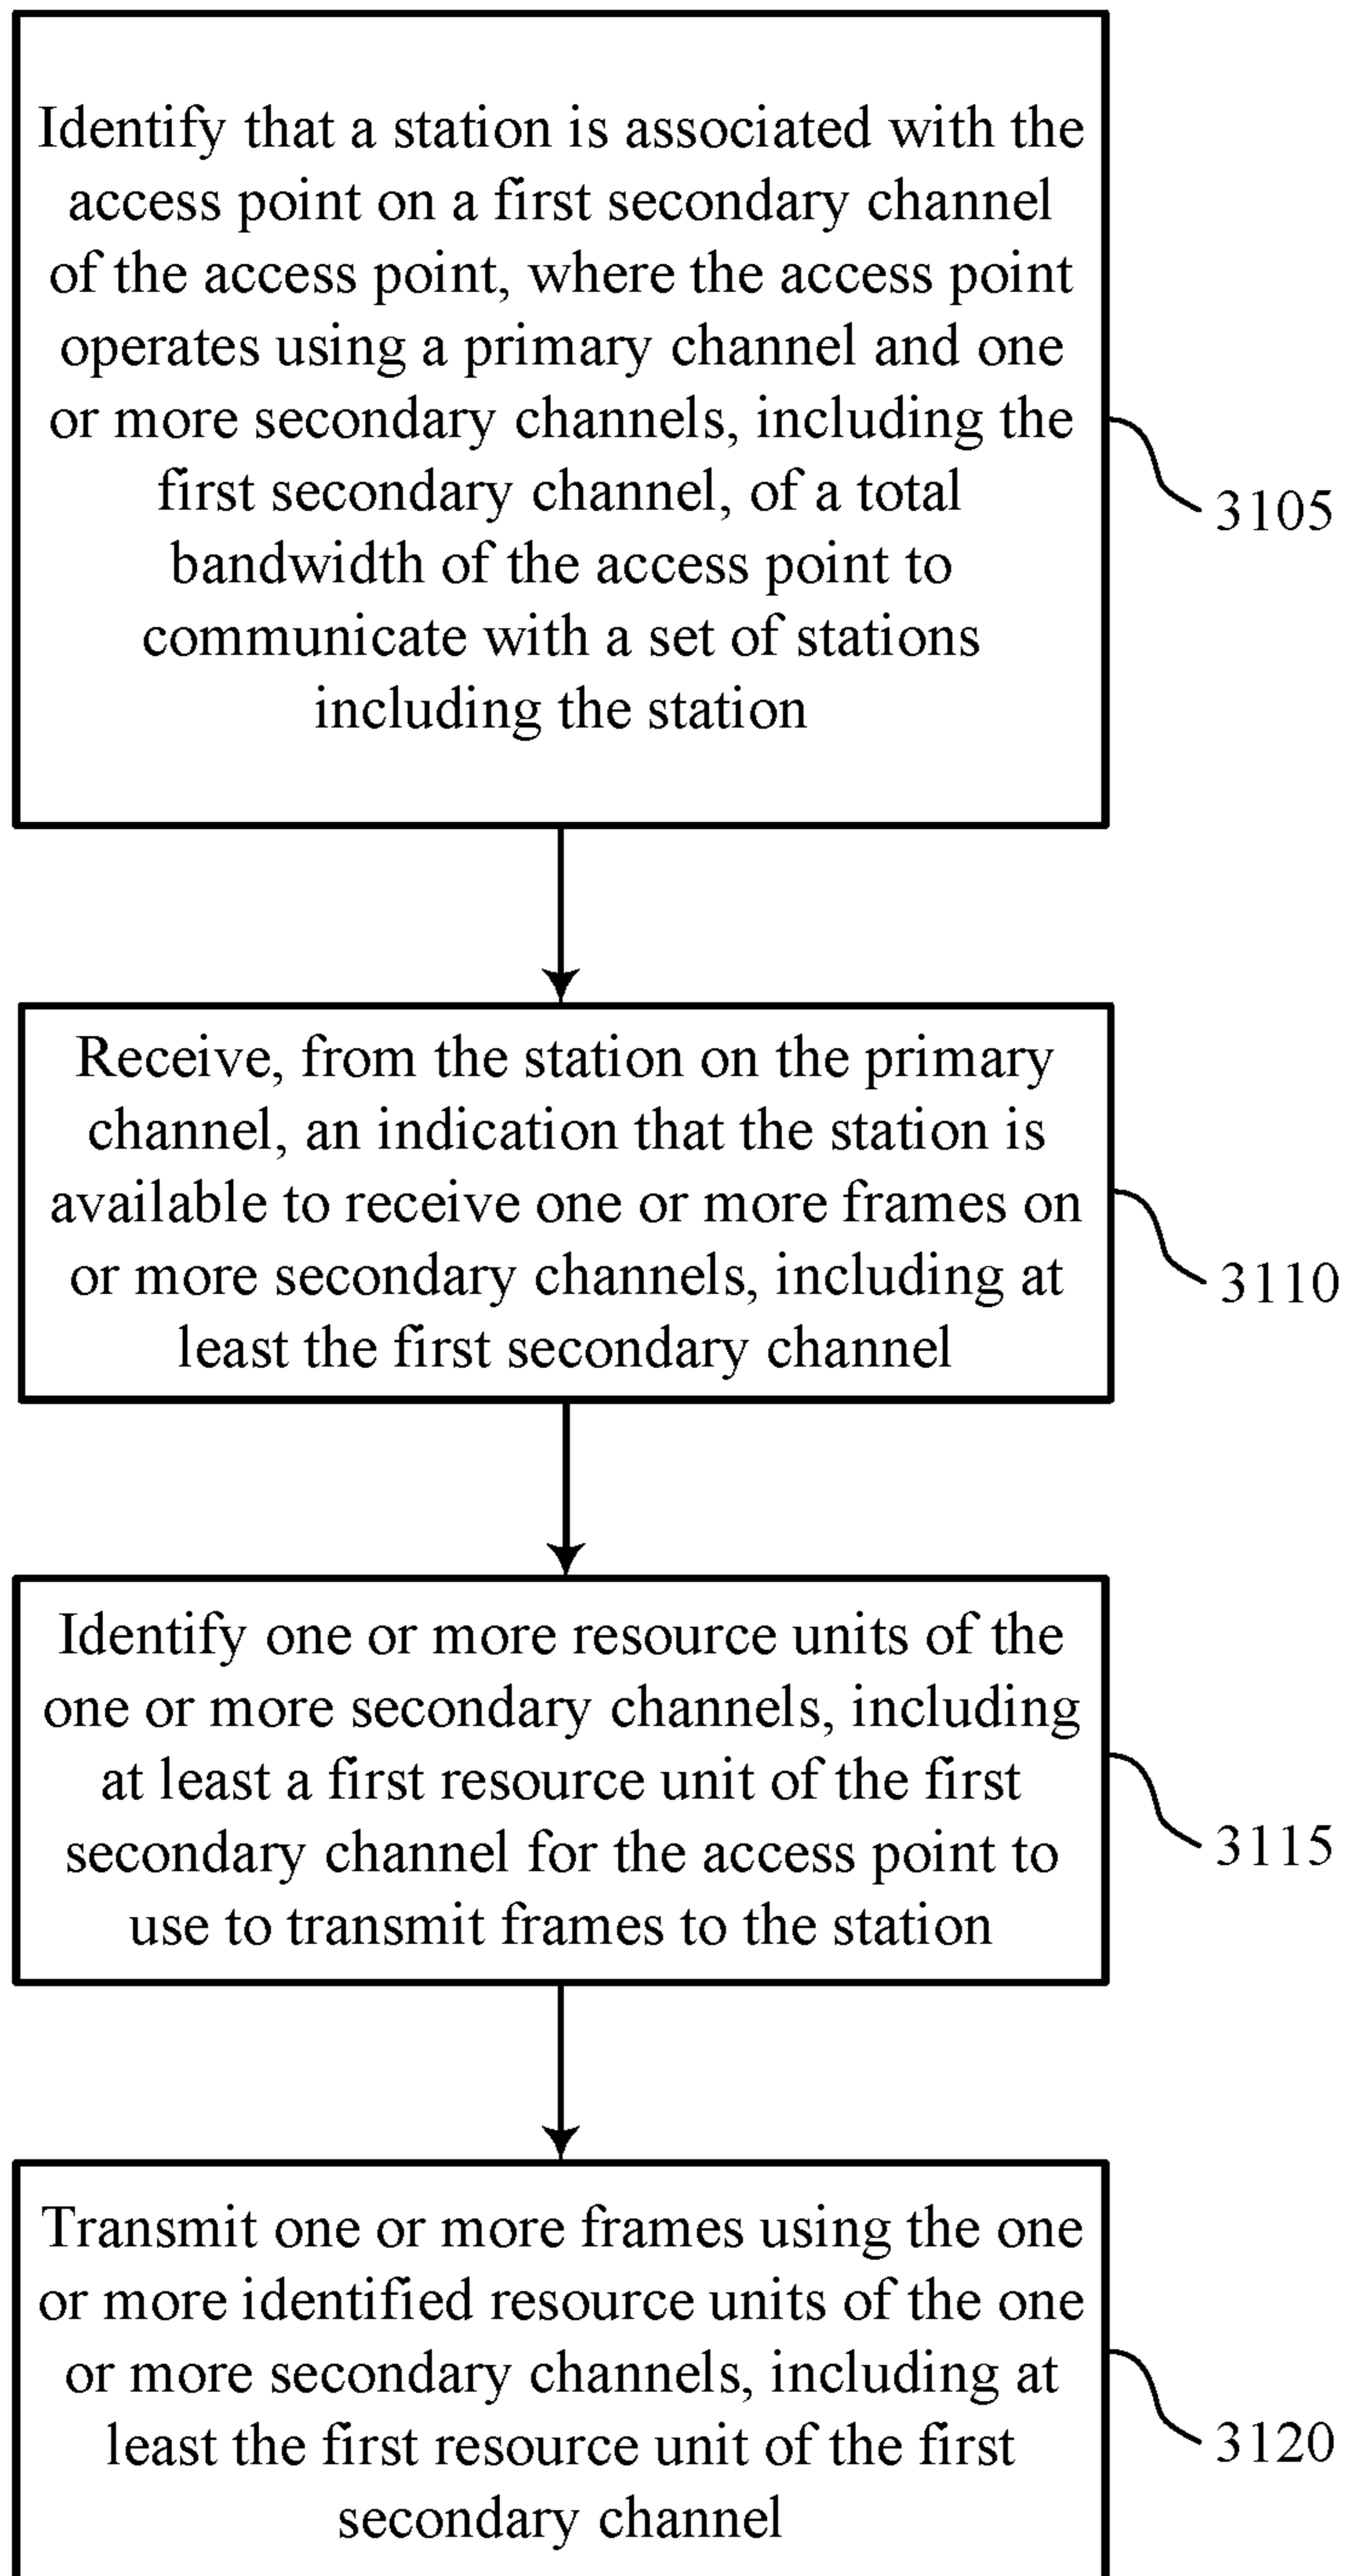 Identify that a station is associated with the
access point on a first secondary channel
of the access point, where the access point
operates using a primary channel and one
or more secondary channels, including the
first secondary channel, of a total
bandwidth of the access point to
communicate with a set of stations
including the station
3105
Receive, from the station on the primary
channel, an indication that the station is
available to receive one or more frames on
or more secondary channels, including at
least the first secondary channel
3110
Identify one or more resource units of the
one or more secondary channels, including
at least a first resource unit of the first
secondary channel for the access point to
use to transmit frames to the station
3115
Transmit one or more frames using the one
or more identified resource units of the one
or more secondary channels, including at
least the first resource unit of the first
secondary channel
3120